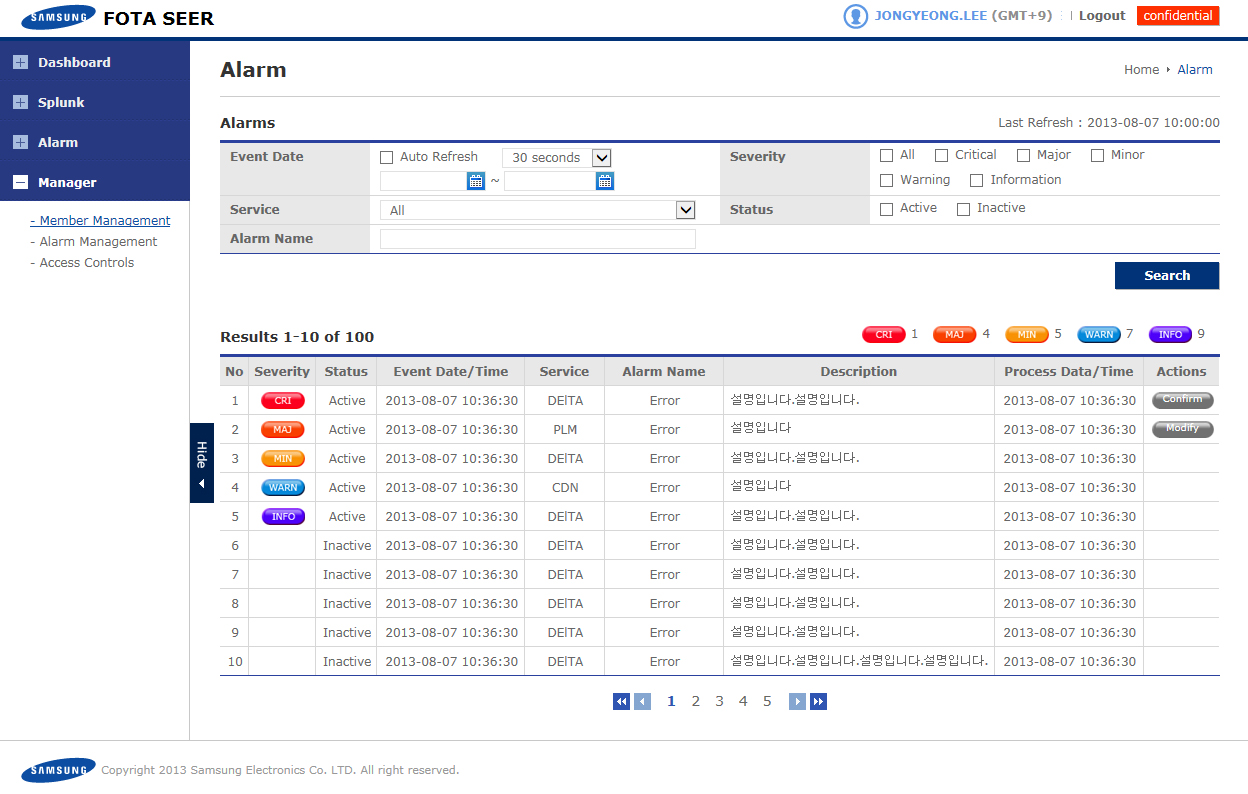 SAMSUNG FOTA SEER JONGYEONG.LEE (GMT+9) Logout confidential
Dashboard
Splunk
Alarm
Manager
- Member Management
- Alarm Management
- Access Controls
Hide
Alarm Home Alarm
Alarms Last Refresh : 2013-08-07 10:00:00
Event Date Auto Refresh 30 seconds Severity All Critical Major Minor
~ Warning Information
Service All Status Active Inactive
Alarm Name
Search
Results 1-10 of 100 CRI 1 MAJ 4 MIN 5 WARN 7 INFO 9
No Severity Status Event Date/Time Service Alarm Name Description Process Data/Time Actions
1 CRI Active 2013-08-07 10:36:30 DElTA Error 설명입니다.설명입니다. 2013-08-07 10:36:30 Confirm
2 MAJ Active 2013-08-07 10:36:30 PLM Error 설명입니다 2013-08-07 10:36:30 Modify
3 MIN Active 2013-08-07 10:36:30 DElTA Error 설명입니다.설명입니다. 2013-08-07 10:36:30
4 WARN Active 2013-08-07 10:36:30 CDN Error 설명입니다 2013-08-07 10:36:30
5 INFO Active 2013-08-07 10:36:30 DElTA Error 설명입니다.설명입니다. 2013-08-07 10:36:30
6 Inactive 2013-08-07 10:36:30 DElTA Error 설명입니다.설명입니다. 2013-08-07 10:36:30
7 Inactive 2013-08-07 10:36:30 DElTA Error 설명입니다.설명입니다. 2013-08-07 10:36:30
8 Inactive 2013-08-07 10:36:30 DElTA Error 설명입니다.설명입니다. 2013-08-07 10:36:30
9 Inactive 2013-08-07 10:36:30 DElTA Error 설명입니다.설명입니다. 2013-08-07 10:36:30
10 Inactive 2013-08-07 10:36:30 DElTA Error 설명입니다.설명입니다.설명입니다.설명입니다. 2013-08-07 10:36:30
1 2 3 4 5
SAMSUNG Copyright 2013 Samsung Electronics Co. LTD. All right reserved.